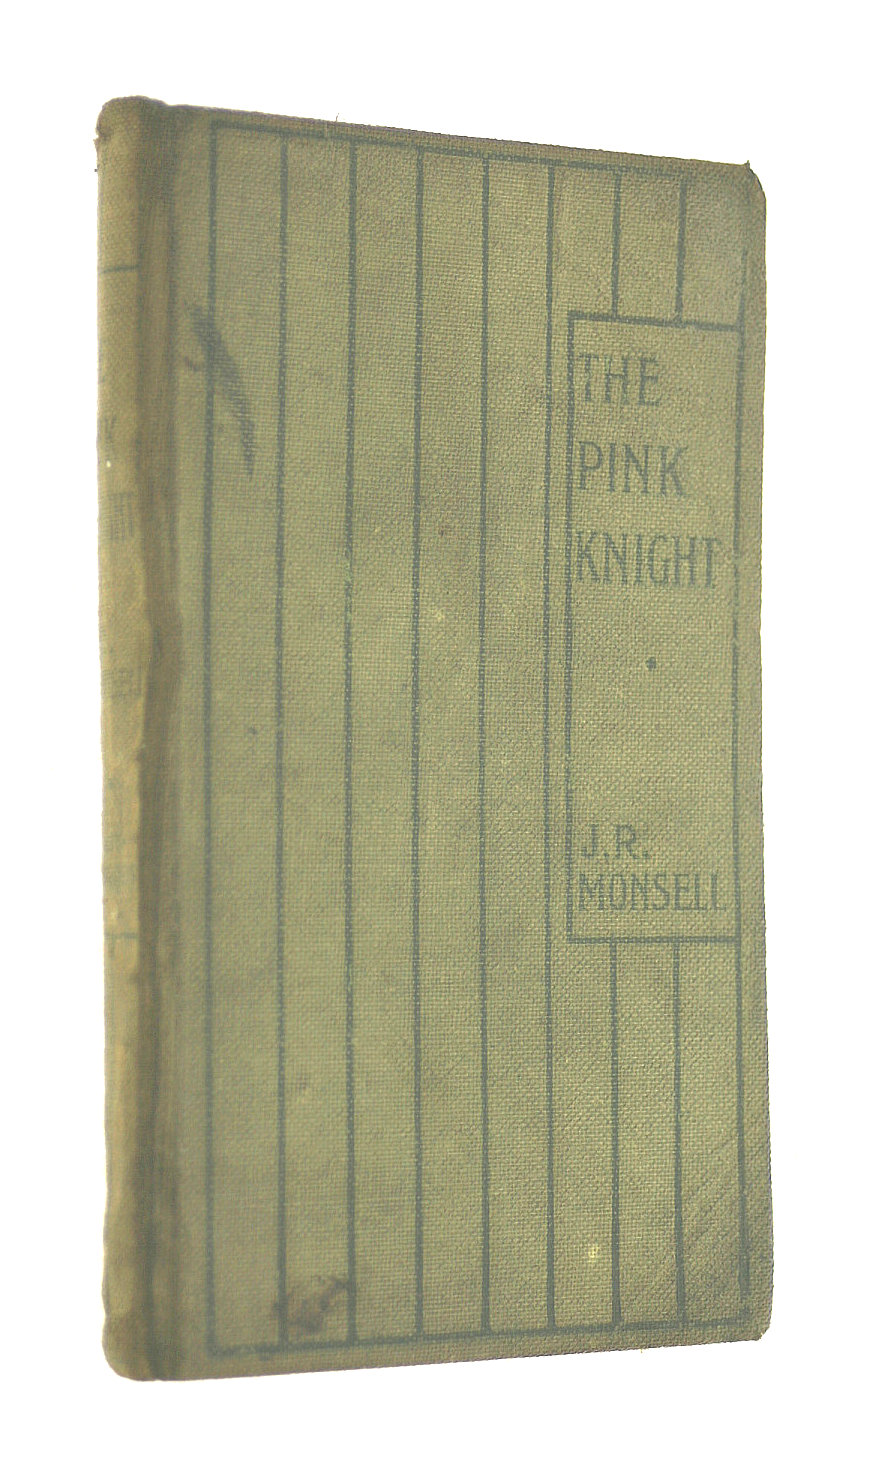 THE
PINK
KNIGHT
J.R.
MONSELL